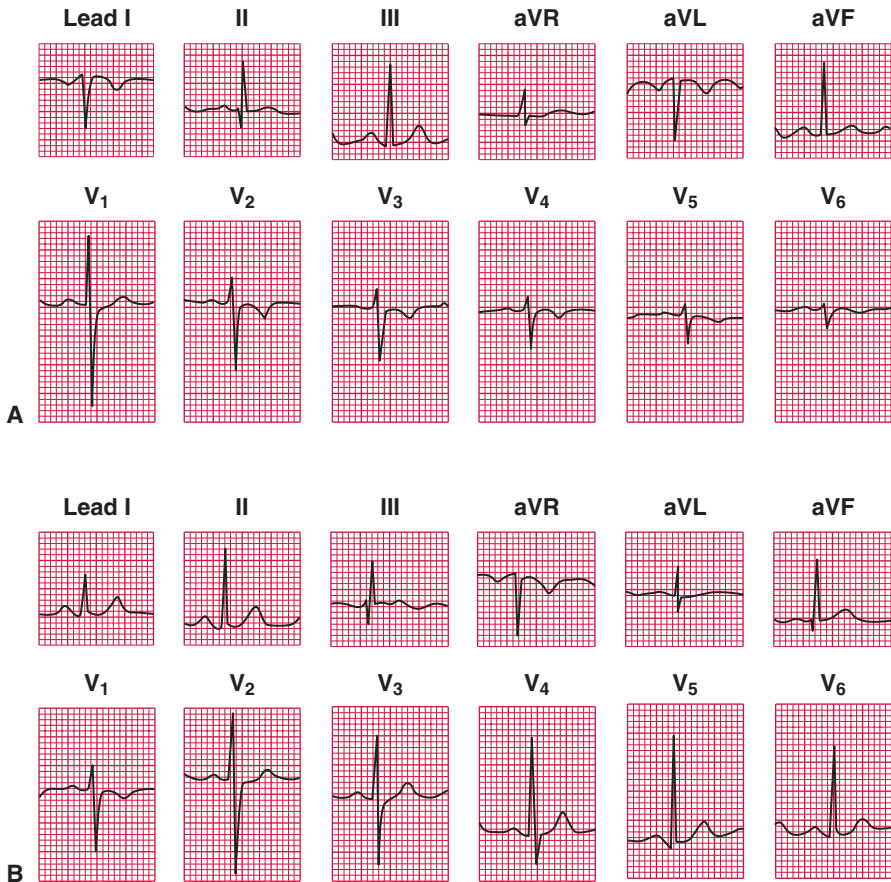 Lead I II III aVR aVL aVF
V1 V2 V3 V4 V5 V6
A
Lead I II III aVR aVL aVF
V1 V2 V3 V4 V5 V6
B